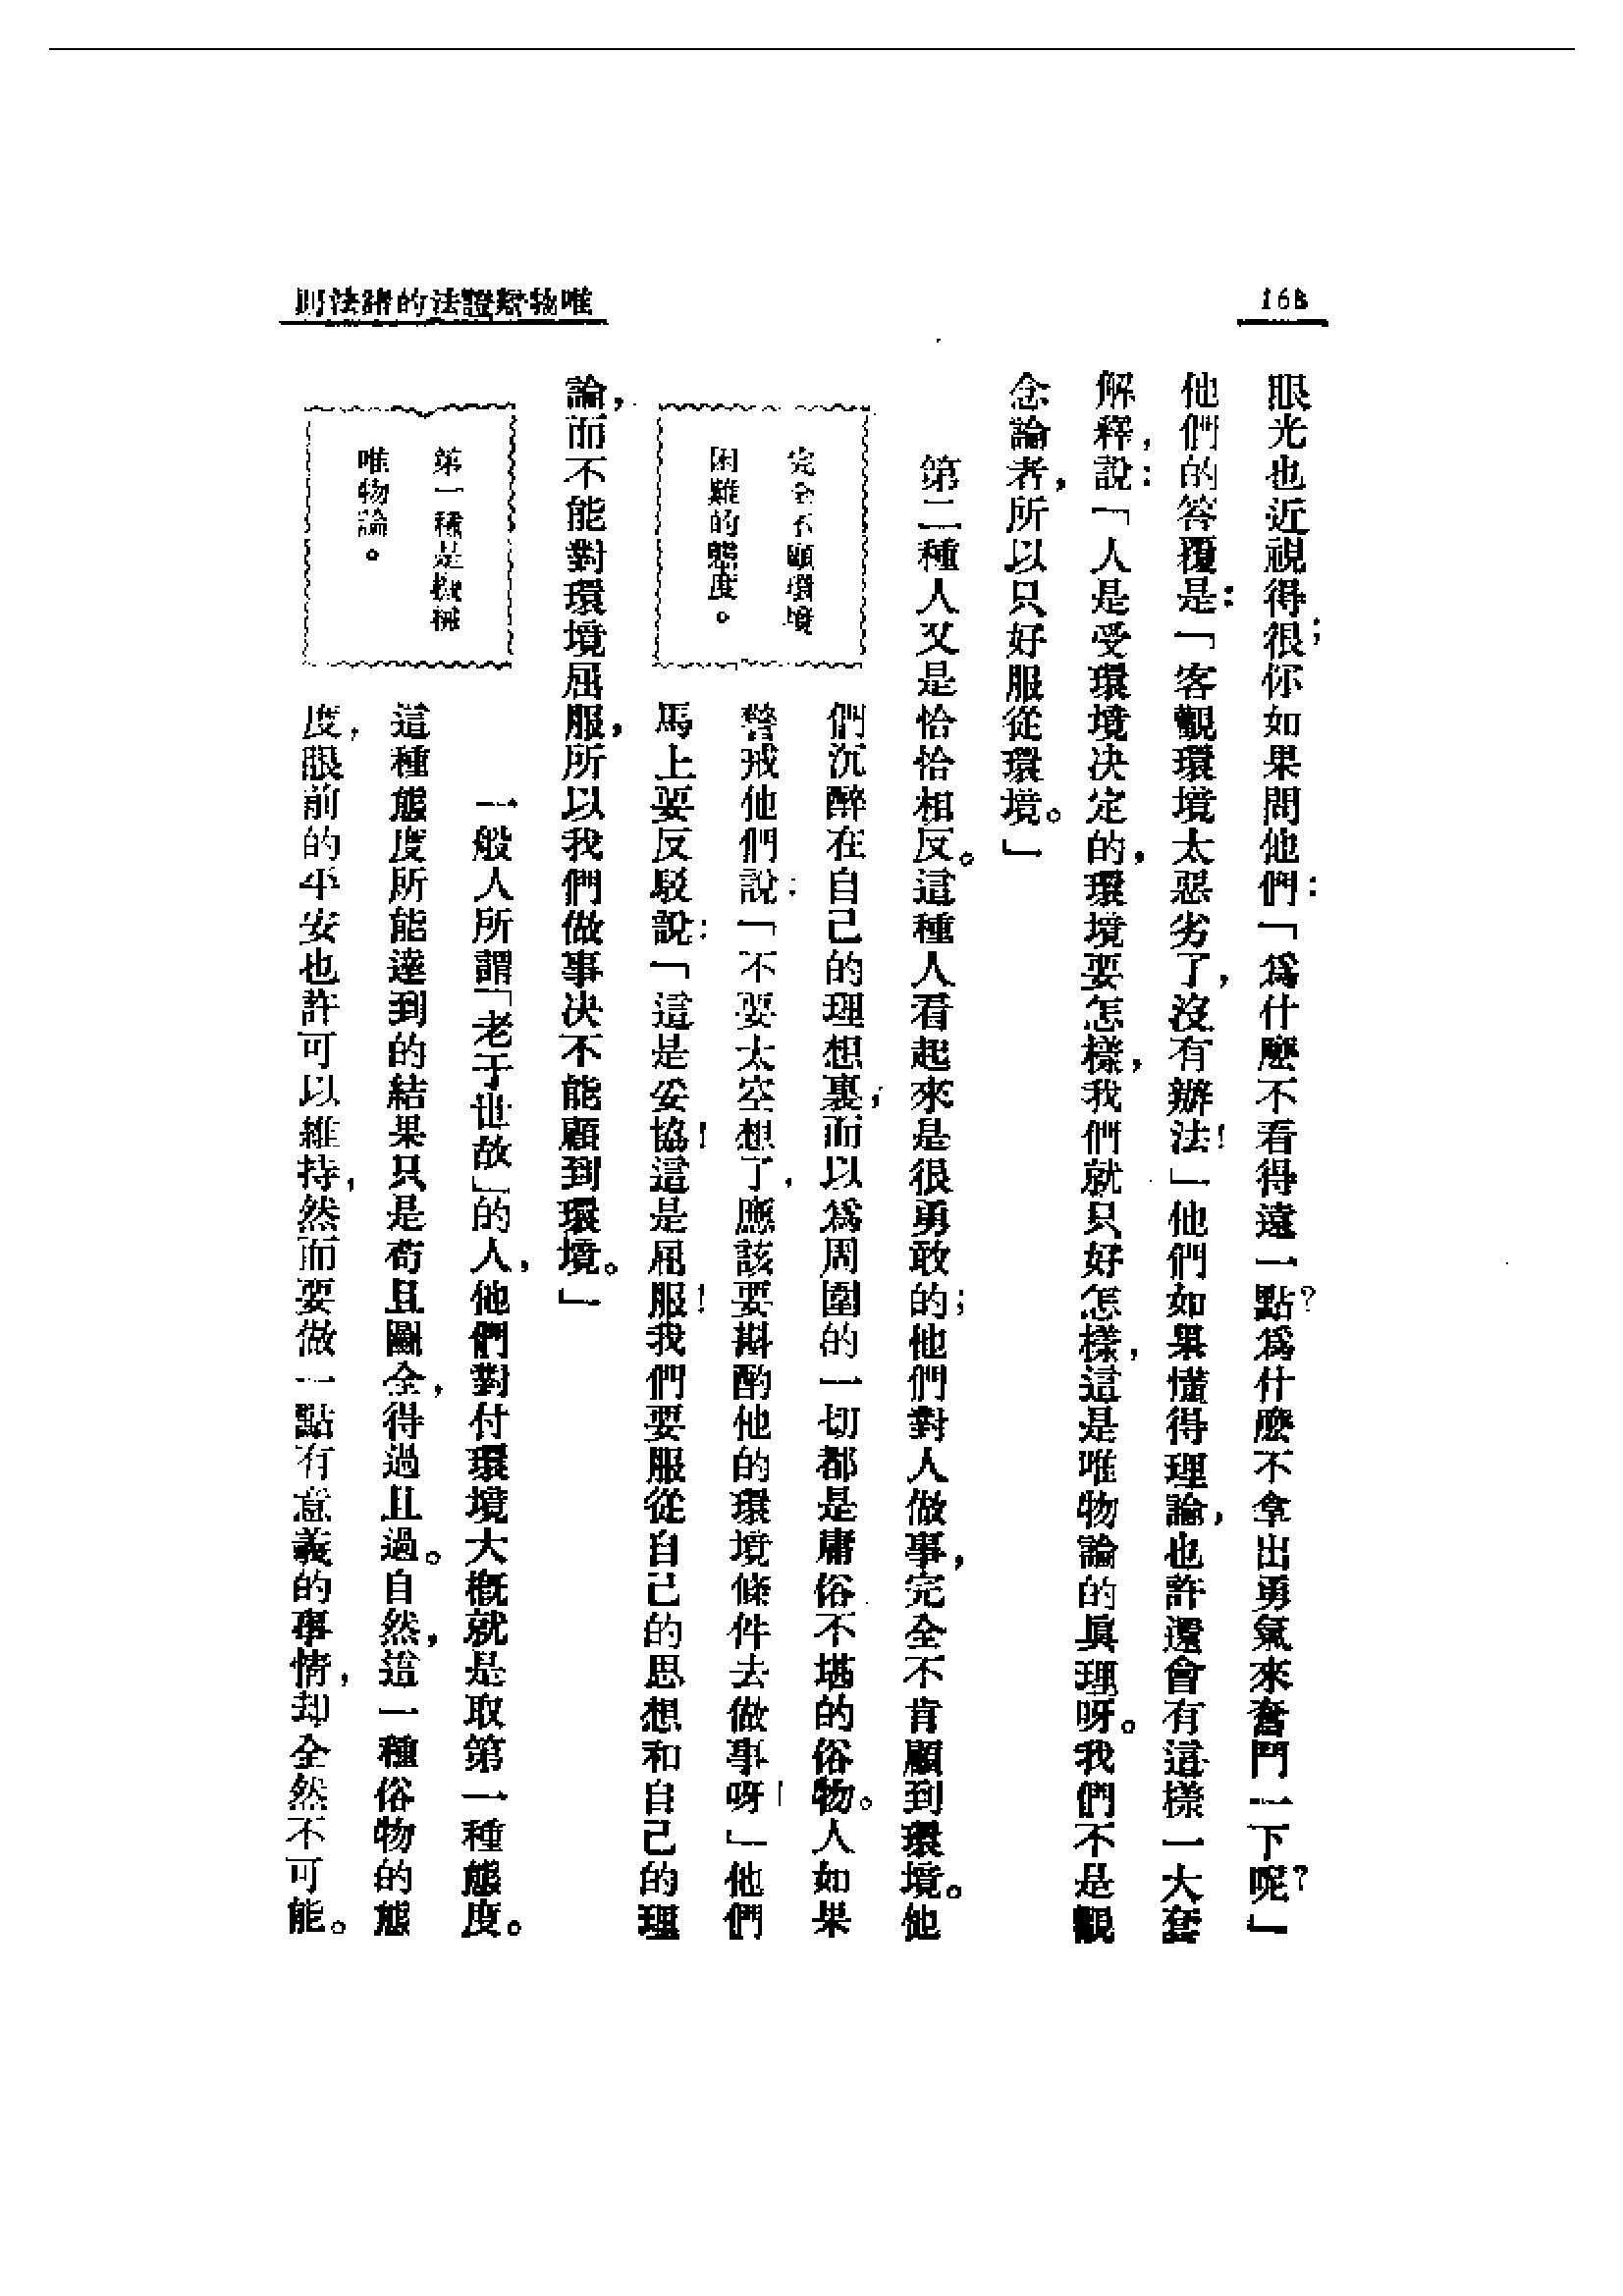 168
唯物辯證法的諸法則
眼光也近視得很；你如果問他們：「爲什麼不看得遠一點？爲什麼不拿出勇氣來奮鬥一下呢？」
他們的答覆是：「客觀環境太惡劣了，沒有辦法！」他們如果懂得理論，也許還會有這樣一大套
解釋，說：「人是受環境决定的，環境要怎樣，我們就只好怎樣，這是唯物論的眞理呀。我們不是觀
念論者，所以只好服從環境。」
第二種人又是恰恰相反。這種人看起來是很勇敢的；他們對人做事，完全不肯顧到環境。他
完全不顧環境
困難的態度。
們沉醉在自己的理想裏，而以爲周圍的一切都是庸俗不堪的俗物。人如果
警戒他們說：「不要太空想了，應該要斟酌他的環境條件去做事呀！」他們
馬上要反駁說：「這是妥協！這是屈服！我們要服從自己的思想和自己的理
論，而不能對環境屈服，所以我們做事决不能顧到環境。」
一般人所謂「老于世故」的人，他們對付環境大概就是取第一種態度。
第一種是機械
唯物論。
這種態度所能達到的結果只是苟且圖全，得過且過。自然，這一種俗物的態
度，眼前的平安也許可以維持，然而要做一點有意義的事情，却全然不可能。